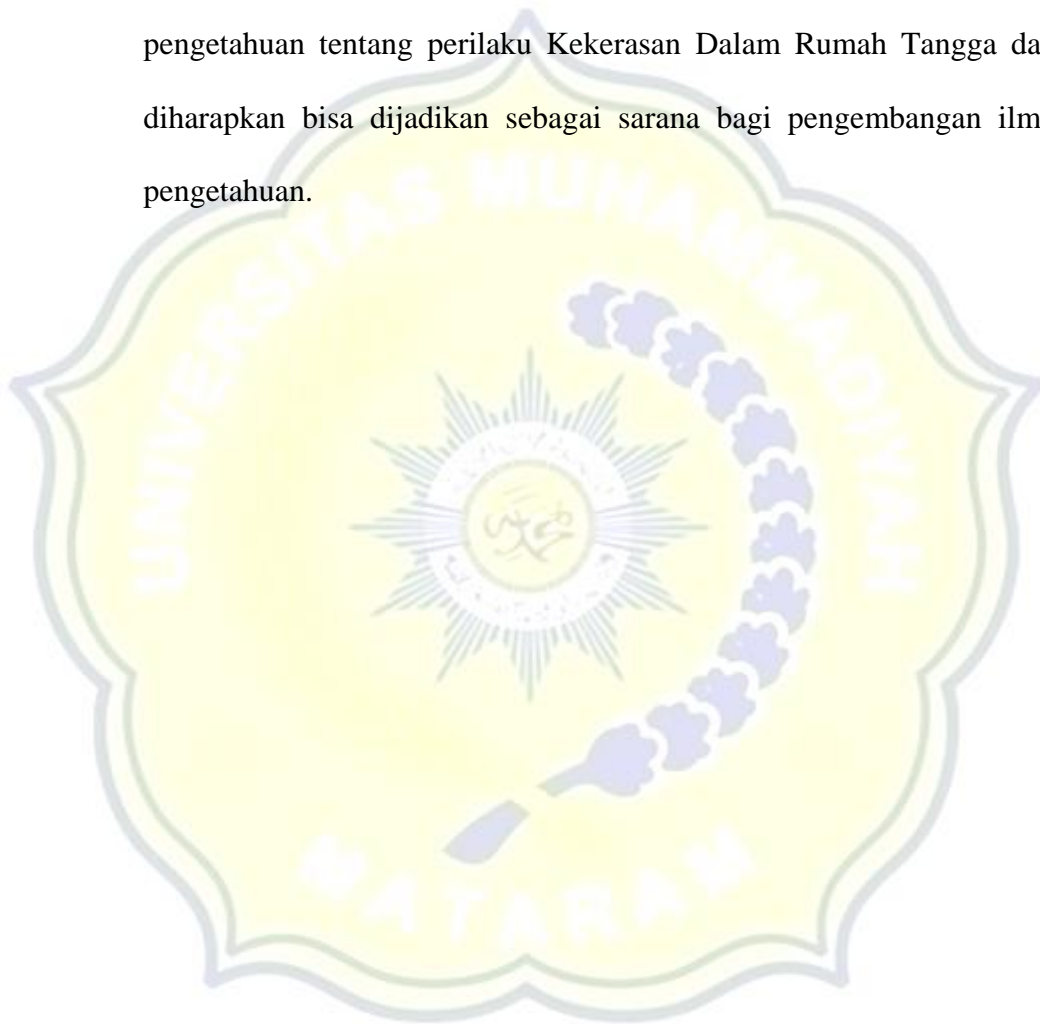 pengetahuan tentang perilaku Kekerasan Dalam Rumah Tangga da
diharapkan bisa dijadikan sebagai sarana bagi pengembangan ilm
pengetahuan.
UNIVERSITAS MUHAMMADIYAH
MATARAM